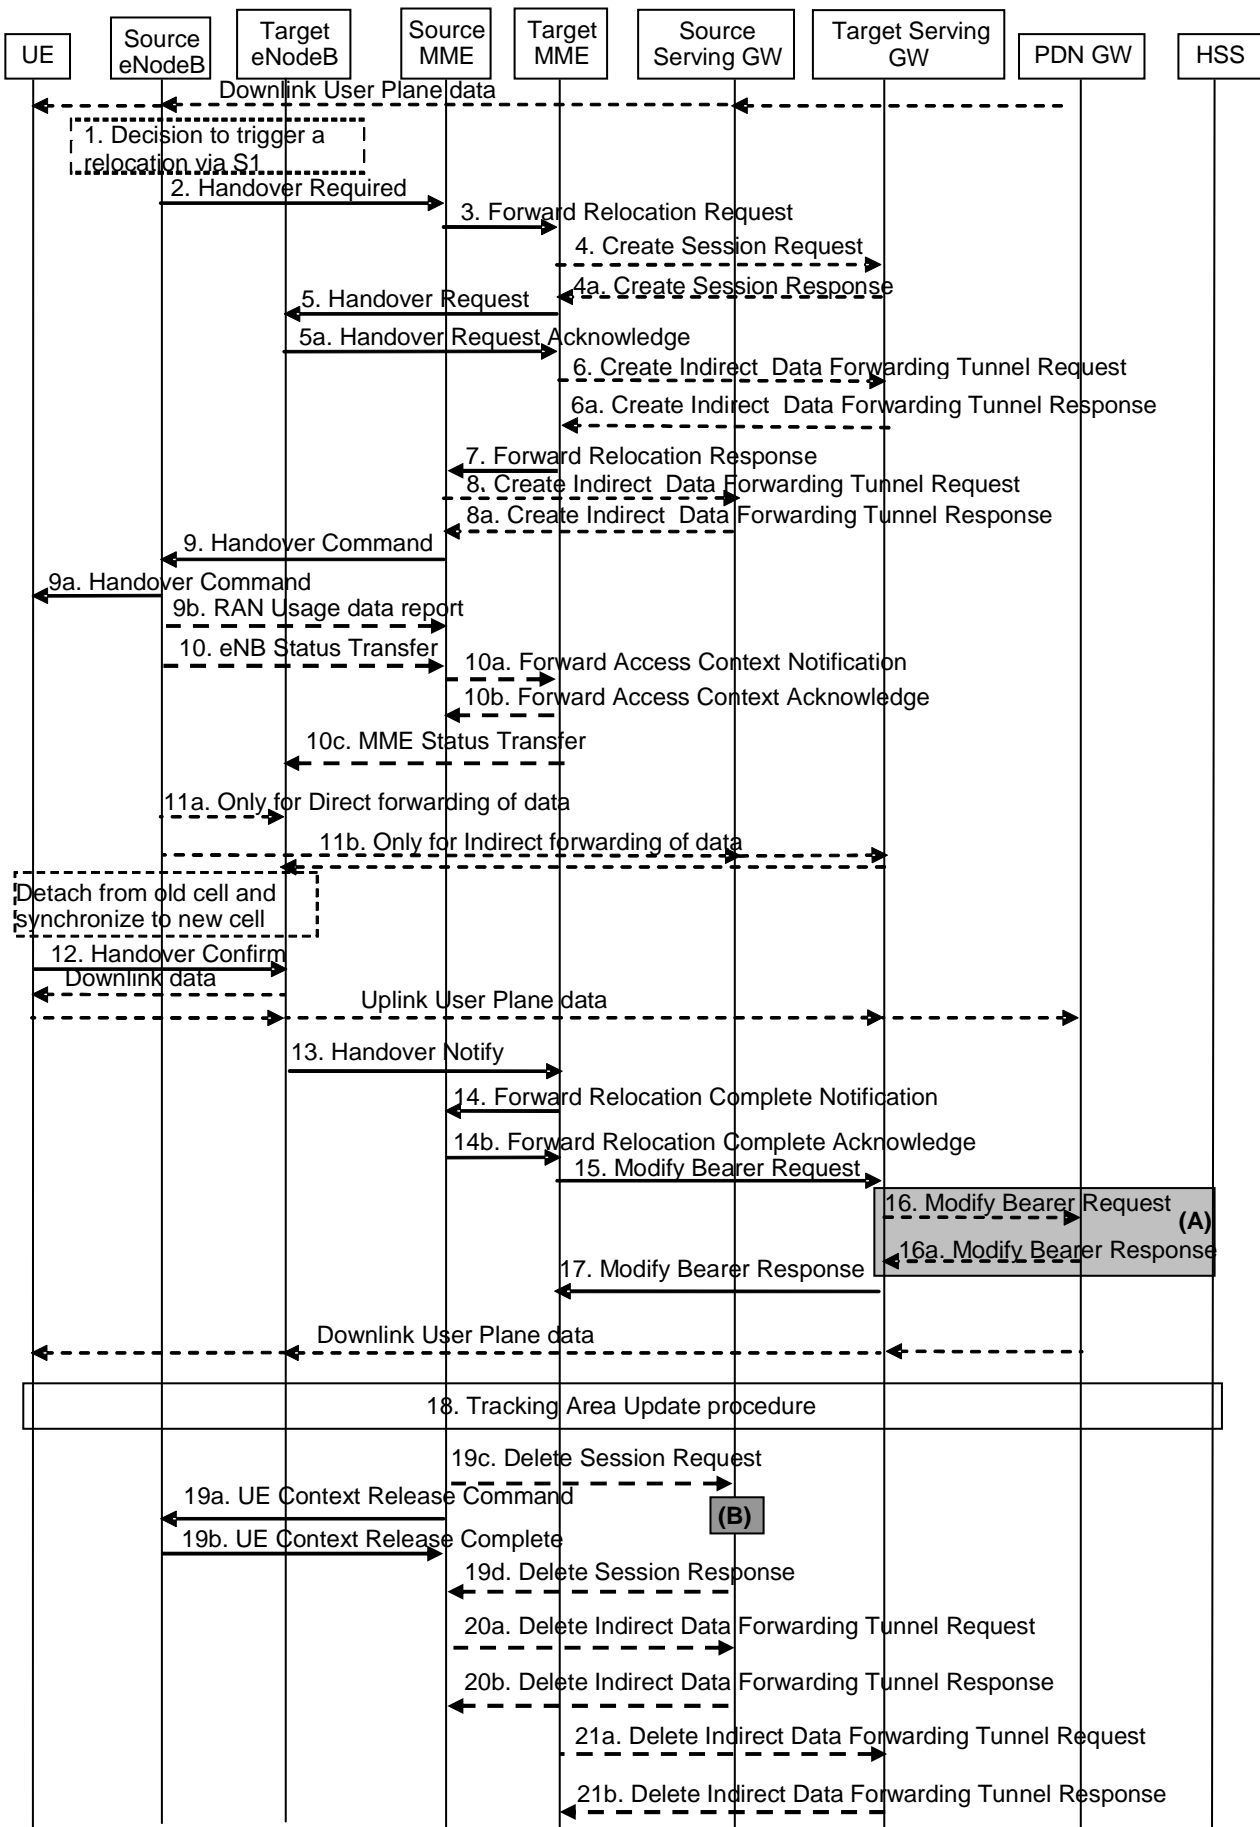 UE
Source
eNodeB
Target
eNodeB
Source
MME
Target
MME
Source
Serving GW
Target Serving
GW
PDN GW
HSS
Downlink User Plane data
1. Decision to trigger a
relocation via S1
2. Handover Required
3. Forward Relocation Request
4. Create Session Request
4a. Create Session Response
5. Handover Request
5a. Handover Request Acknowledge
6. Create Indirect Data Forwarding Tunnel Request
6a. Create Indirect Data Forwarding Tunnel Response
7. Forward Relocation Response
8. Create Indirect Data Forwarding Tunnel Request
8a. Create Indirect Data Forwarding Tunnel Response
9. Handover Command
9a. Handover Command
9b. RAN Usage data report
10. eNB Status Transfer
10a. Forward Access Context Notification
10b. Forward Access Context Acknowledge
10c. MME Status Transfer
11a. Only for Direct forwarding of data
11b. Only for Indirect forwarding of data
Detach from old cell and
synchronize to new cell
12. Handover Confirm
Downlink data
Uplink User Plane data
13. Handover Notify
14. Forward Relocation Complete Notification
14b. Forward Relocation Complete Acknowledge
15. Modify Bearer Request
16. Modify Bearer Request
(A)
16a. Modify Bearer Response
17. Modify Bearer Response
Downlink User Plane data
18. Tracking Area Update procedure
19c. Delete Session Request
19a. UE Context Release Command
(B)
19b. UE Context Release Complete
19d. Delete Session Response
20a. Delete Indirect Data Forwarding Tunnel Request
20b. Delete Indirect Data Forwarding Tunnel Response
21a. Delete Indirect Data Forwarding Tunnel Request
21b. Delete Indirect Data Forwarding Tunnel Response